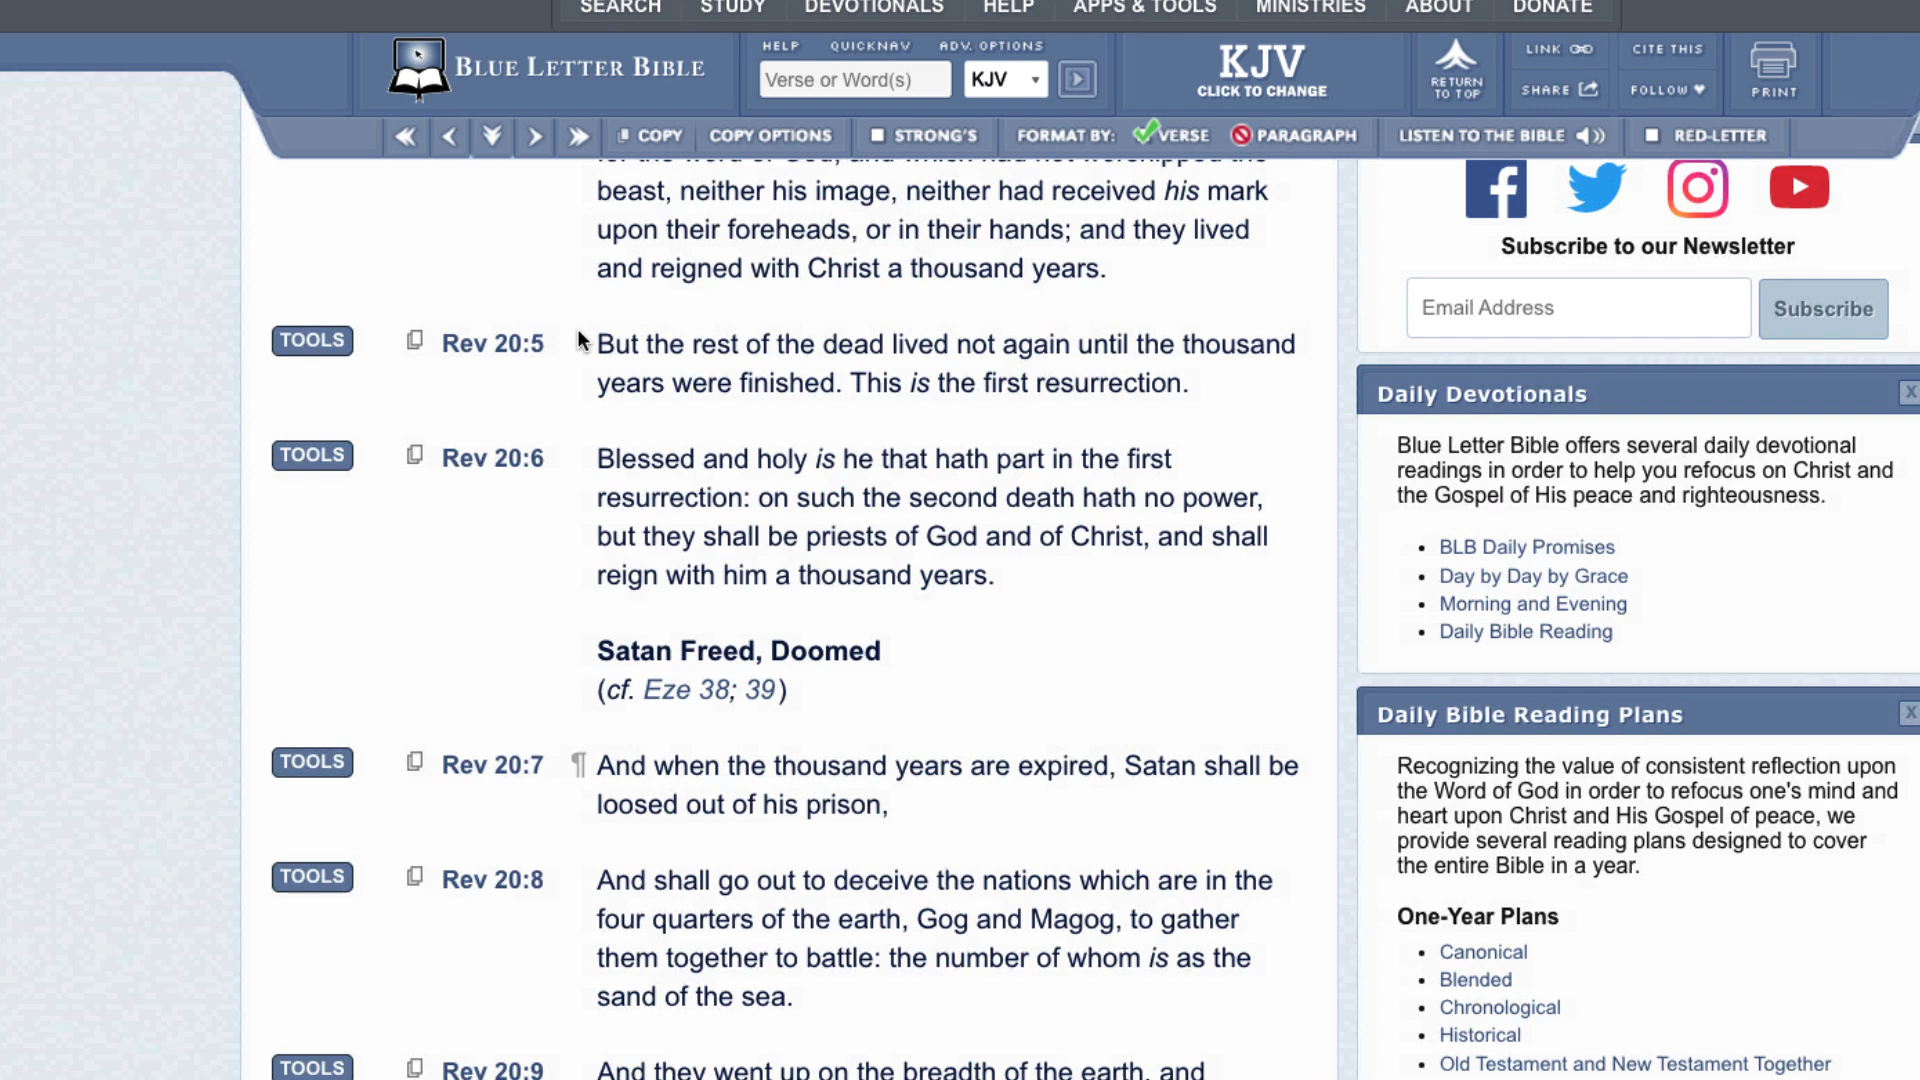 SEARCH STUDY DEVOTIONALS HELP APPS & TOOLS MINISTRIES ABOUT DONATE
BLUE LETTER BIBLE
HELP QUICKNAV ADV. OPTIONS
Verse or Word(s) KJV
KJV
CLICK TO CHANGE
RETURN
TO TOP
LINK
SHARE
CITE THIS
FOLLOW
PRINT
COPY COPY OPTIONS STRONG'S FORMAT BY: VERSE PARAGRAPH LISTEN TO THE BIBLE RED-LETTER
for the word of God, and which had not worshipped the
beast, neither his image, neither had received his mark
upon their foreheads, or in their hands; and they lived
and reigned with Christ a thousand years.
TOOLS Rev 20:5 But the rest of the dead lived not again until the thousand
years were finished. This is the first resurrection.
TOOLS Rev 20:6 Blessed and holy is he that hath part in the first
resurrection: on such the second death hath no power,
but they shall be priests of God and of Christ, and shall
reign with him a thousand years.
Satan Freed, Doomed
(cf. Eze 38; 39)
TOOLS Rev 20:7 ¶ And when the thousand years are expired, Satan shall be
loosed out of his prison,
TOOLS Rev 20:8 And shall go out to deceive the nations which are in the
four quarters of the earth, Gog and Magog, to gather
them together to battle: the number of whom is as the
sand of the sea.
TOOLS Rev 20:9 And they went up on the breadth of the earth, and
Subscribe to our Newsletter
Email Address Subscribe
Daily Devotionals X
Blue Letter Bible offers several daily devotional
readings in order to help you refocus on Christ and
the Gospel of His peace and righteousness.
• BLB Daily Promises
• Day by Day by Grace
• Morning and Evening
• Daily Bible Reading
Daily Bible Reading Plans X
Recognizing the value of consistent reflection upon
the Word of God in order to refocus one's mind and
heart upon Christ and His Gospel of peace, we
provide several reading plans designed to cover
the entire Bible in a year.
One-Year Plans
• Canonical
• Blended
• Chronological
• Historical
• Old Testament and New Testament Together